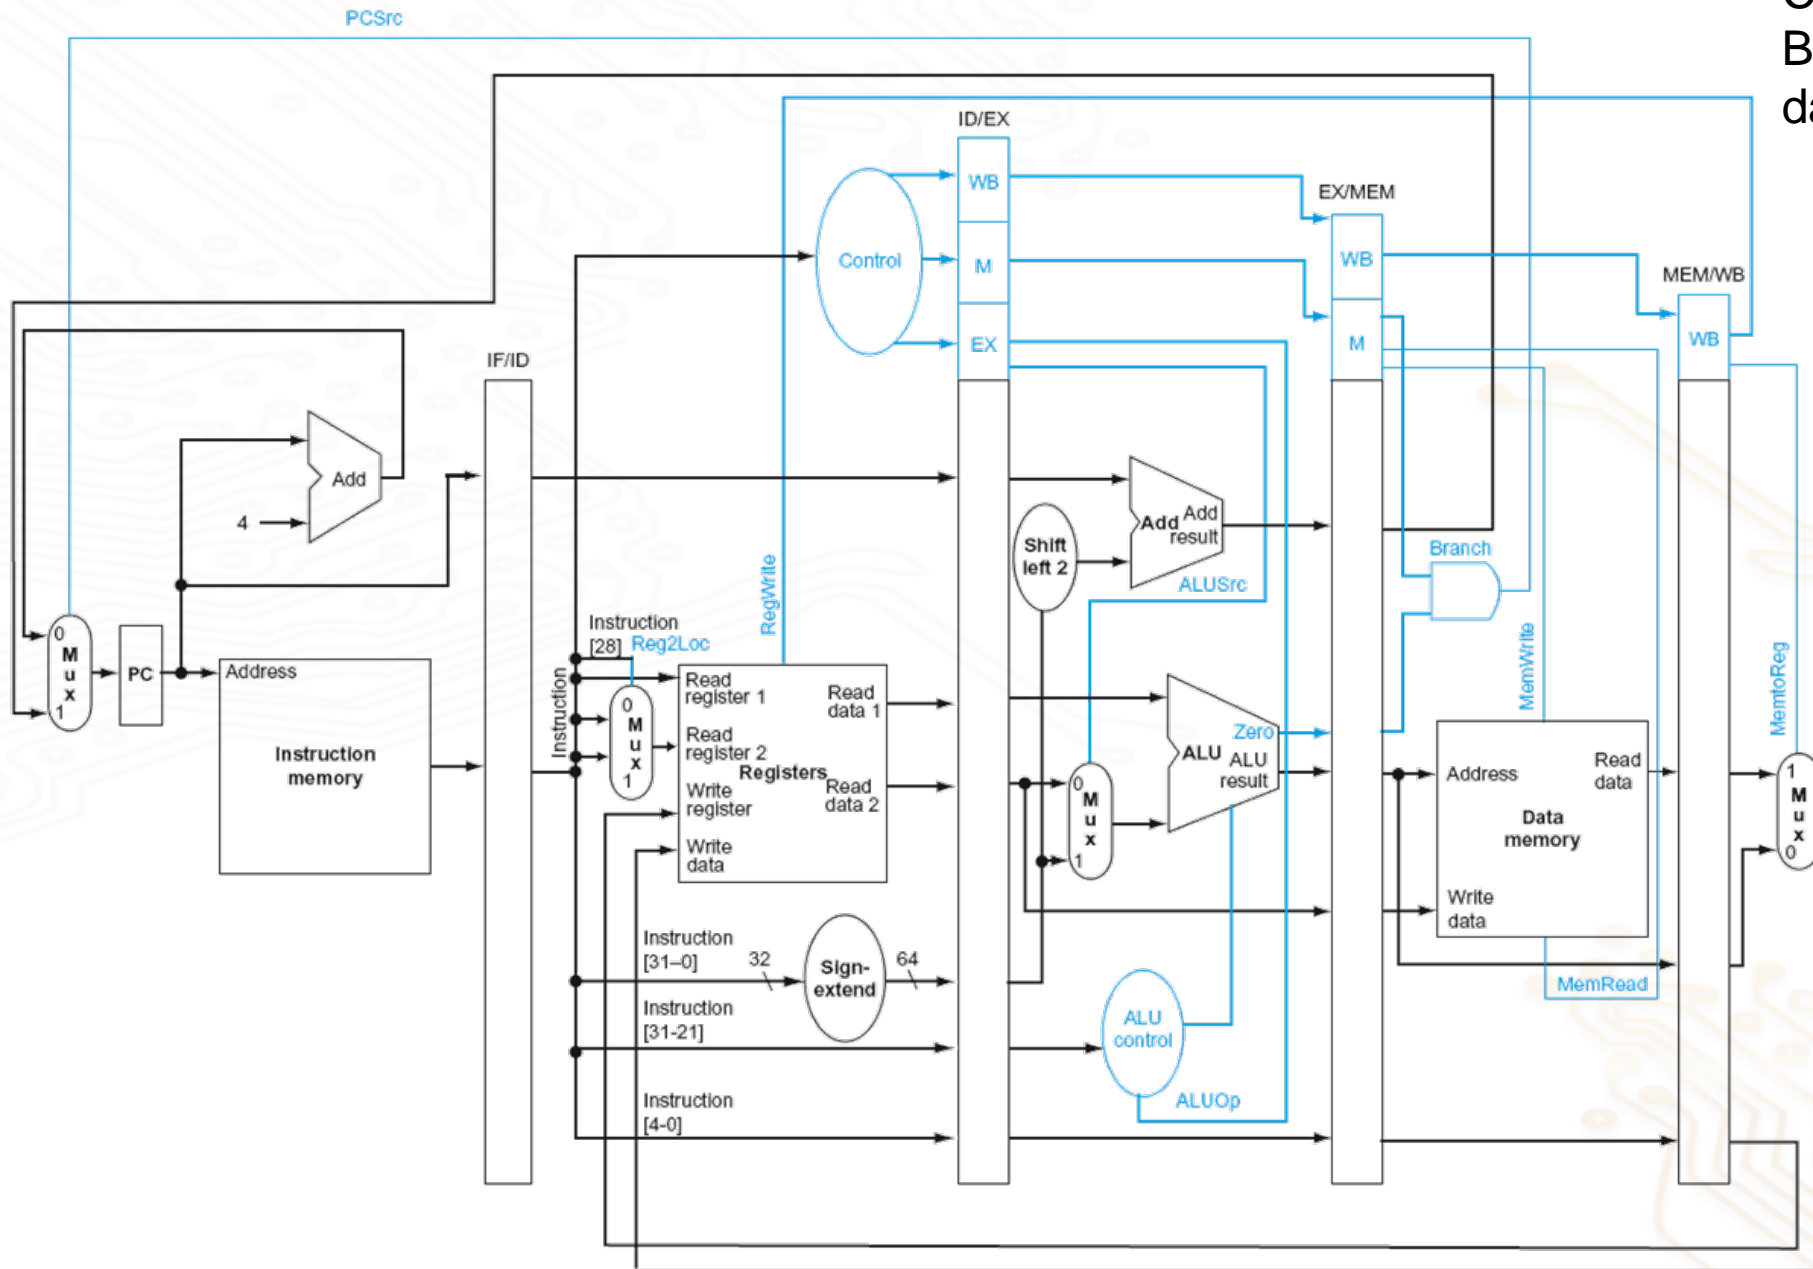 PCSrc
B
da
ID/EX
WB
EX/MEM
Control
M
WB
MEM/WB
EX
M
WB
IF/ID
Add
4
Add Add
result
Shift
left 2
Branch
ALUSrc
RegWrite
Instruction
[28]
Reg2Loc
0
M
u
x
1
PC
Address
Instruction
memory
Instruction
0
M
u
x
1
Read
register 1
Read
register 2
Write
register
Write
data
Registers
Read
data 1
Read
data 2
0
M
u
x
1
Zero
ALU
ALU
result
MemWrite
MemtoReg
Address
Read
data
Data
memory
Write
data
MemRead
1
M
u
x
0
Instruction
[31–0]
32
Sign-
extend
64
Instruction
[31-21]
ALU
control
Instruction
[4-0]
ALUOp